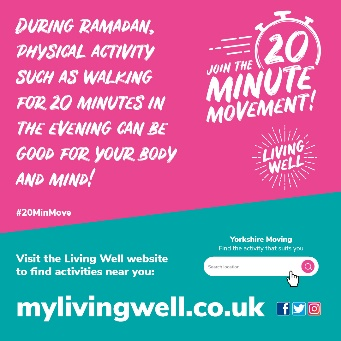 DURING RAMADAN,
PHYSICAL ACTIVITY
SUCH AS WALKING
FOR 20 MINUTES IN
THE EVENING CAN BE
GOOD FOR YOUR BODY
AND MIND!
#20MinMove
20
JOIN THE
MINUTE
MOVEMENT!
LIVING
WELL
Visit the Living Well website
to find activities near you:
Yorkshire Moving
Find the activity that suits you
Search location
mylivingwell.co.uk